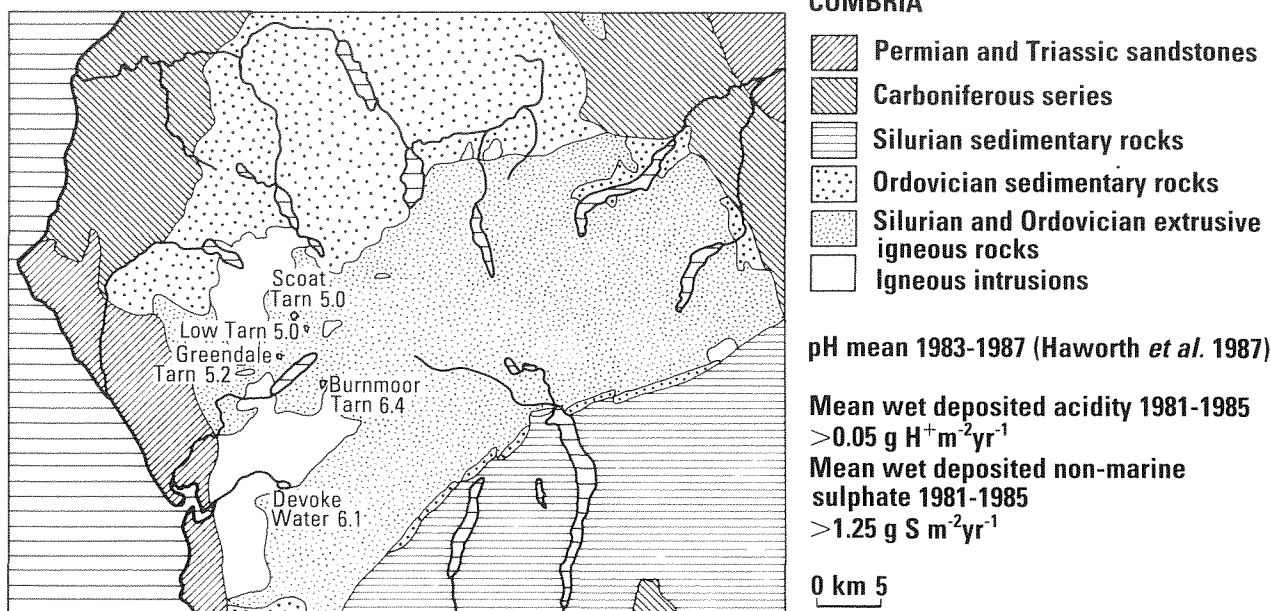 CUMBRIA
Permian and Triassic sandstones
Carboniferous series
Silurian sedimentary rocks
Ordovician sedimentary rocks
Silurian and Ordovician extrusive
igneous rocks
Igneous intrusions
pH mean 1983-1987 (Haworth et al. 1987)
Mean wet deposited acidity 1981-1985
>0.05 g H⁺m⁻²yr⁻¹
Mean wet deposited non-marine
sulphate 1981-1985
>1.25 g S m⁻²yr⁻¹
0 km 5
Scoat
Tarn 5.0
Low Tarn 5.0
Greendale
Tarn 5.2
Burnmoor
Tarn 6.4
Devoke
Water 6.1